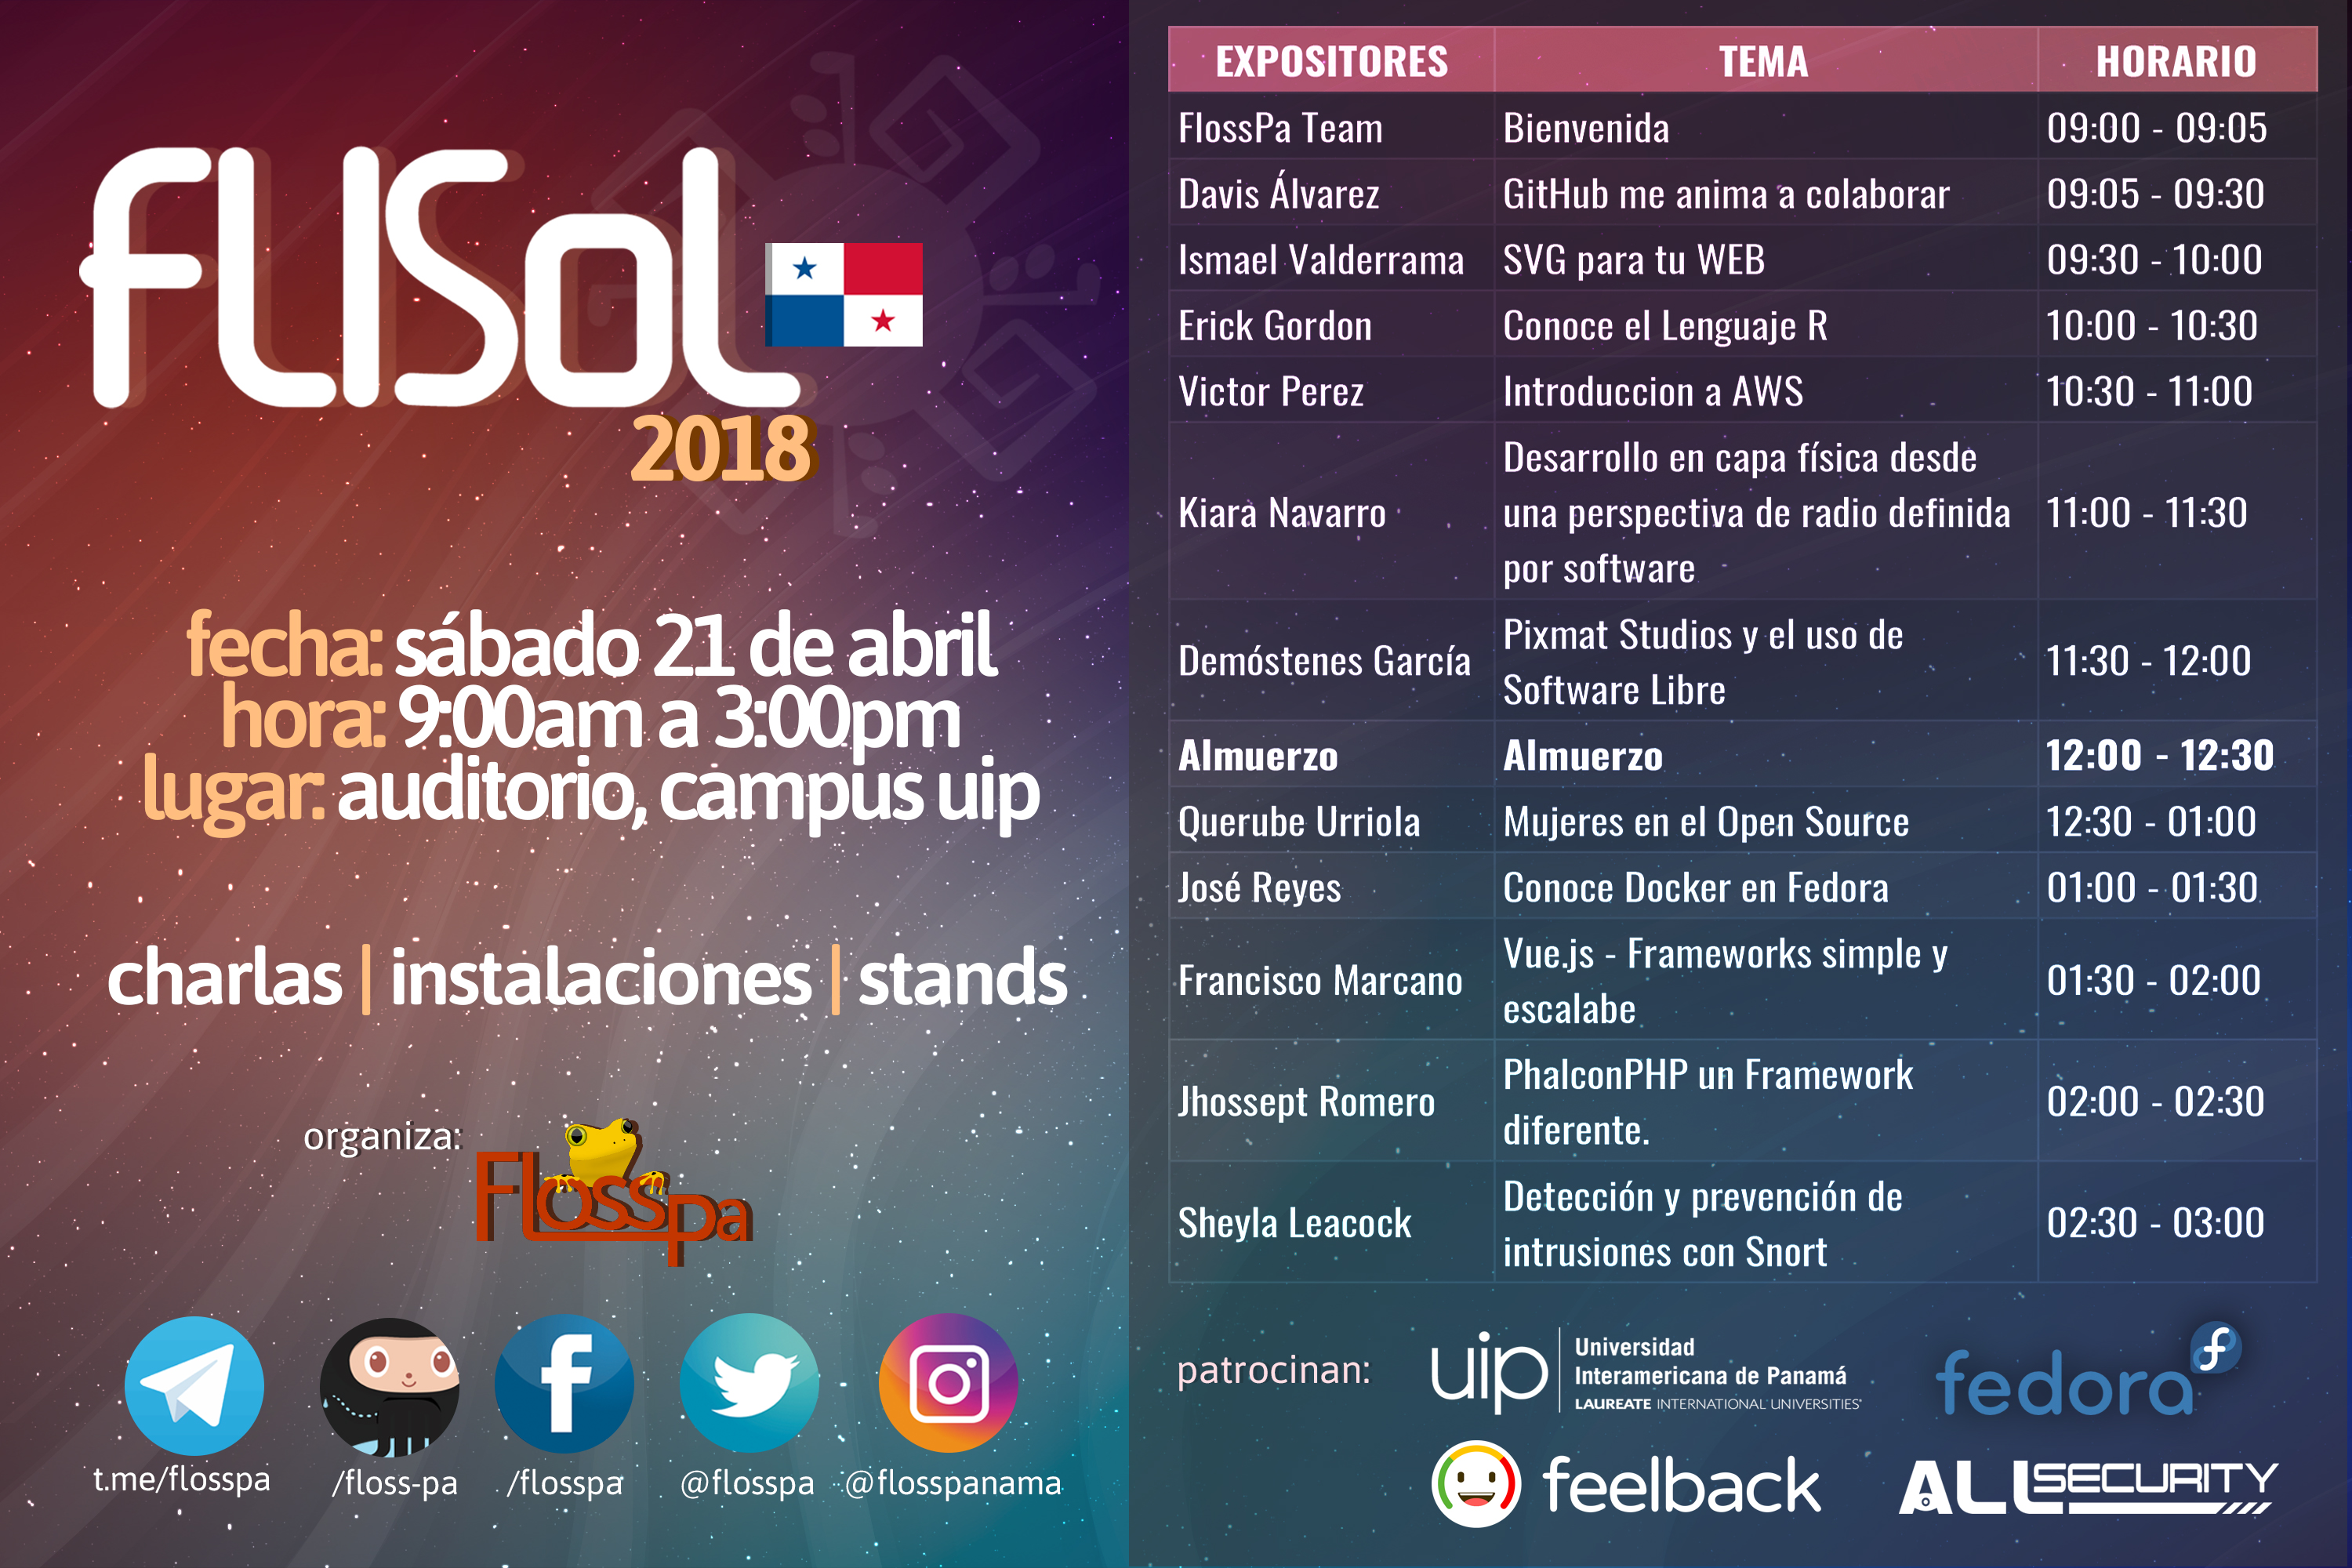 FLISoL
2018
fecha: sábado 21 de abril
hora: 9:00am a 3:00pm
lugar: auditorio, campus uip
charlas | instalaciones | stands
organiza:
Flosspa
t.me/flosspa
/floss-pa
/flosspa
@flosspa
@flosspanama
EXPOSITORES TEMA HORARIO
FlossPa Team Bienvenida 09:00 - 09:05
Davis Álvarez GitHub me anima a colaborar 09:05 - 09:30
Ismael Valderrama SVG para tu WEB 09:30 - 10:00
Erick Gordon Conoce el Lenguaje R 10:00 - 10:30
Victor Perez Introduccion a AWS 10:30 - 11:00
Kiara Navarro
Desarrollo en capa física desde
una perspectiva de radio definida
por software
11:00 - 11:30
Demóstenes García
Pixmat Studios y el uso de
Software Libre
11:30 - 12:00
Almuerzo Almuerzo 12:00 - 12:30
Querube Urriola Mujeres en el Open Source 12:30 - 01:00
José Reyes Conoce Docker en Fedora 01:00 - 01:30
Francisco Marcano
Vue.js - Frameworks simple y
escalabe
01:30 - 02:00
Jhossept Romero
PhalconPHP un Framework
diferente.
02:00 - 02:30
Sheyla Leacock
Detección y prevención de
intrusiones con Snort
02:30 - 03:00
patrocinan:
uip
Universidad
Interamericana de Panamá
LAUREATE INTERNATIONAL UNIVERSITIES
fedora
feelback
ALL SECURITY